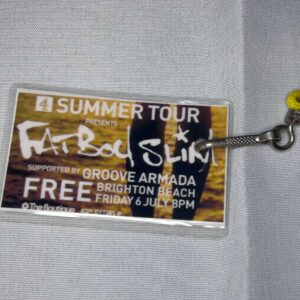 4 SUMMER TOUR
PRESENTS
FATBOY SLIM
SUPPORTED BY GROOVE ARMADA
FREE BRIGHTON BEACH
FRIDAY 6 JULY 8PM
The Boutique